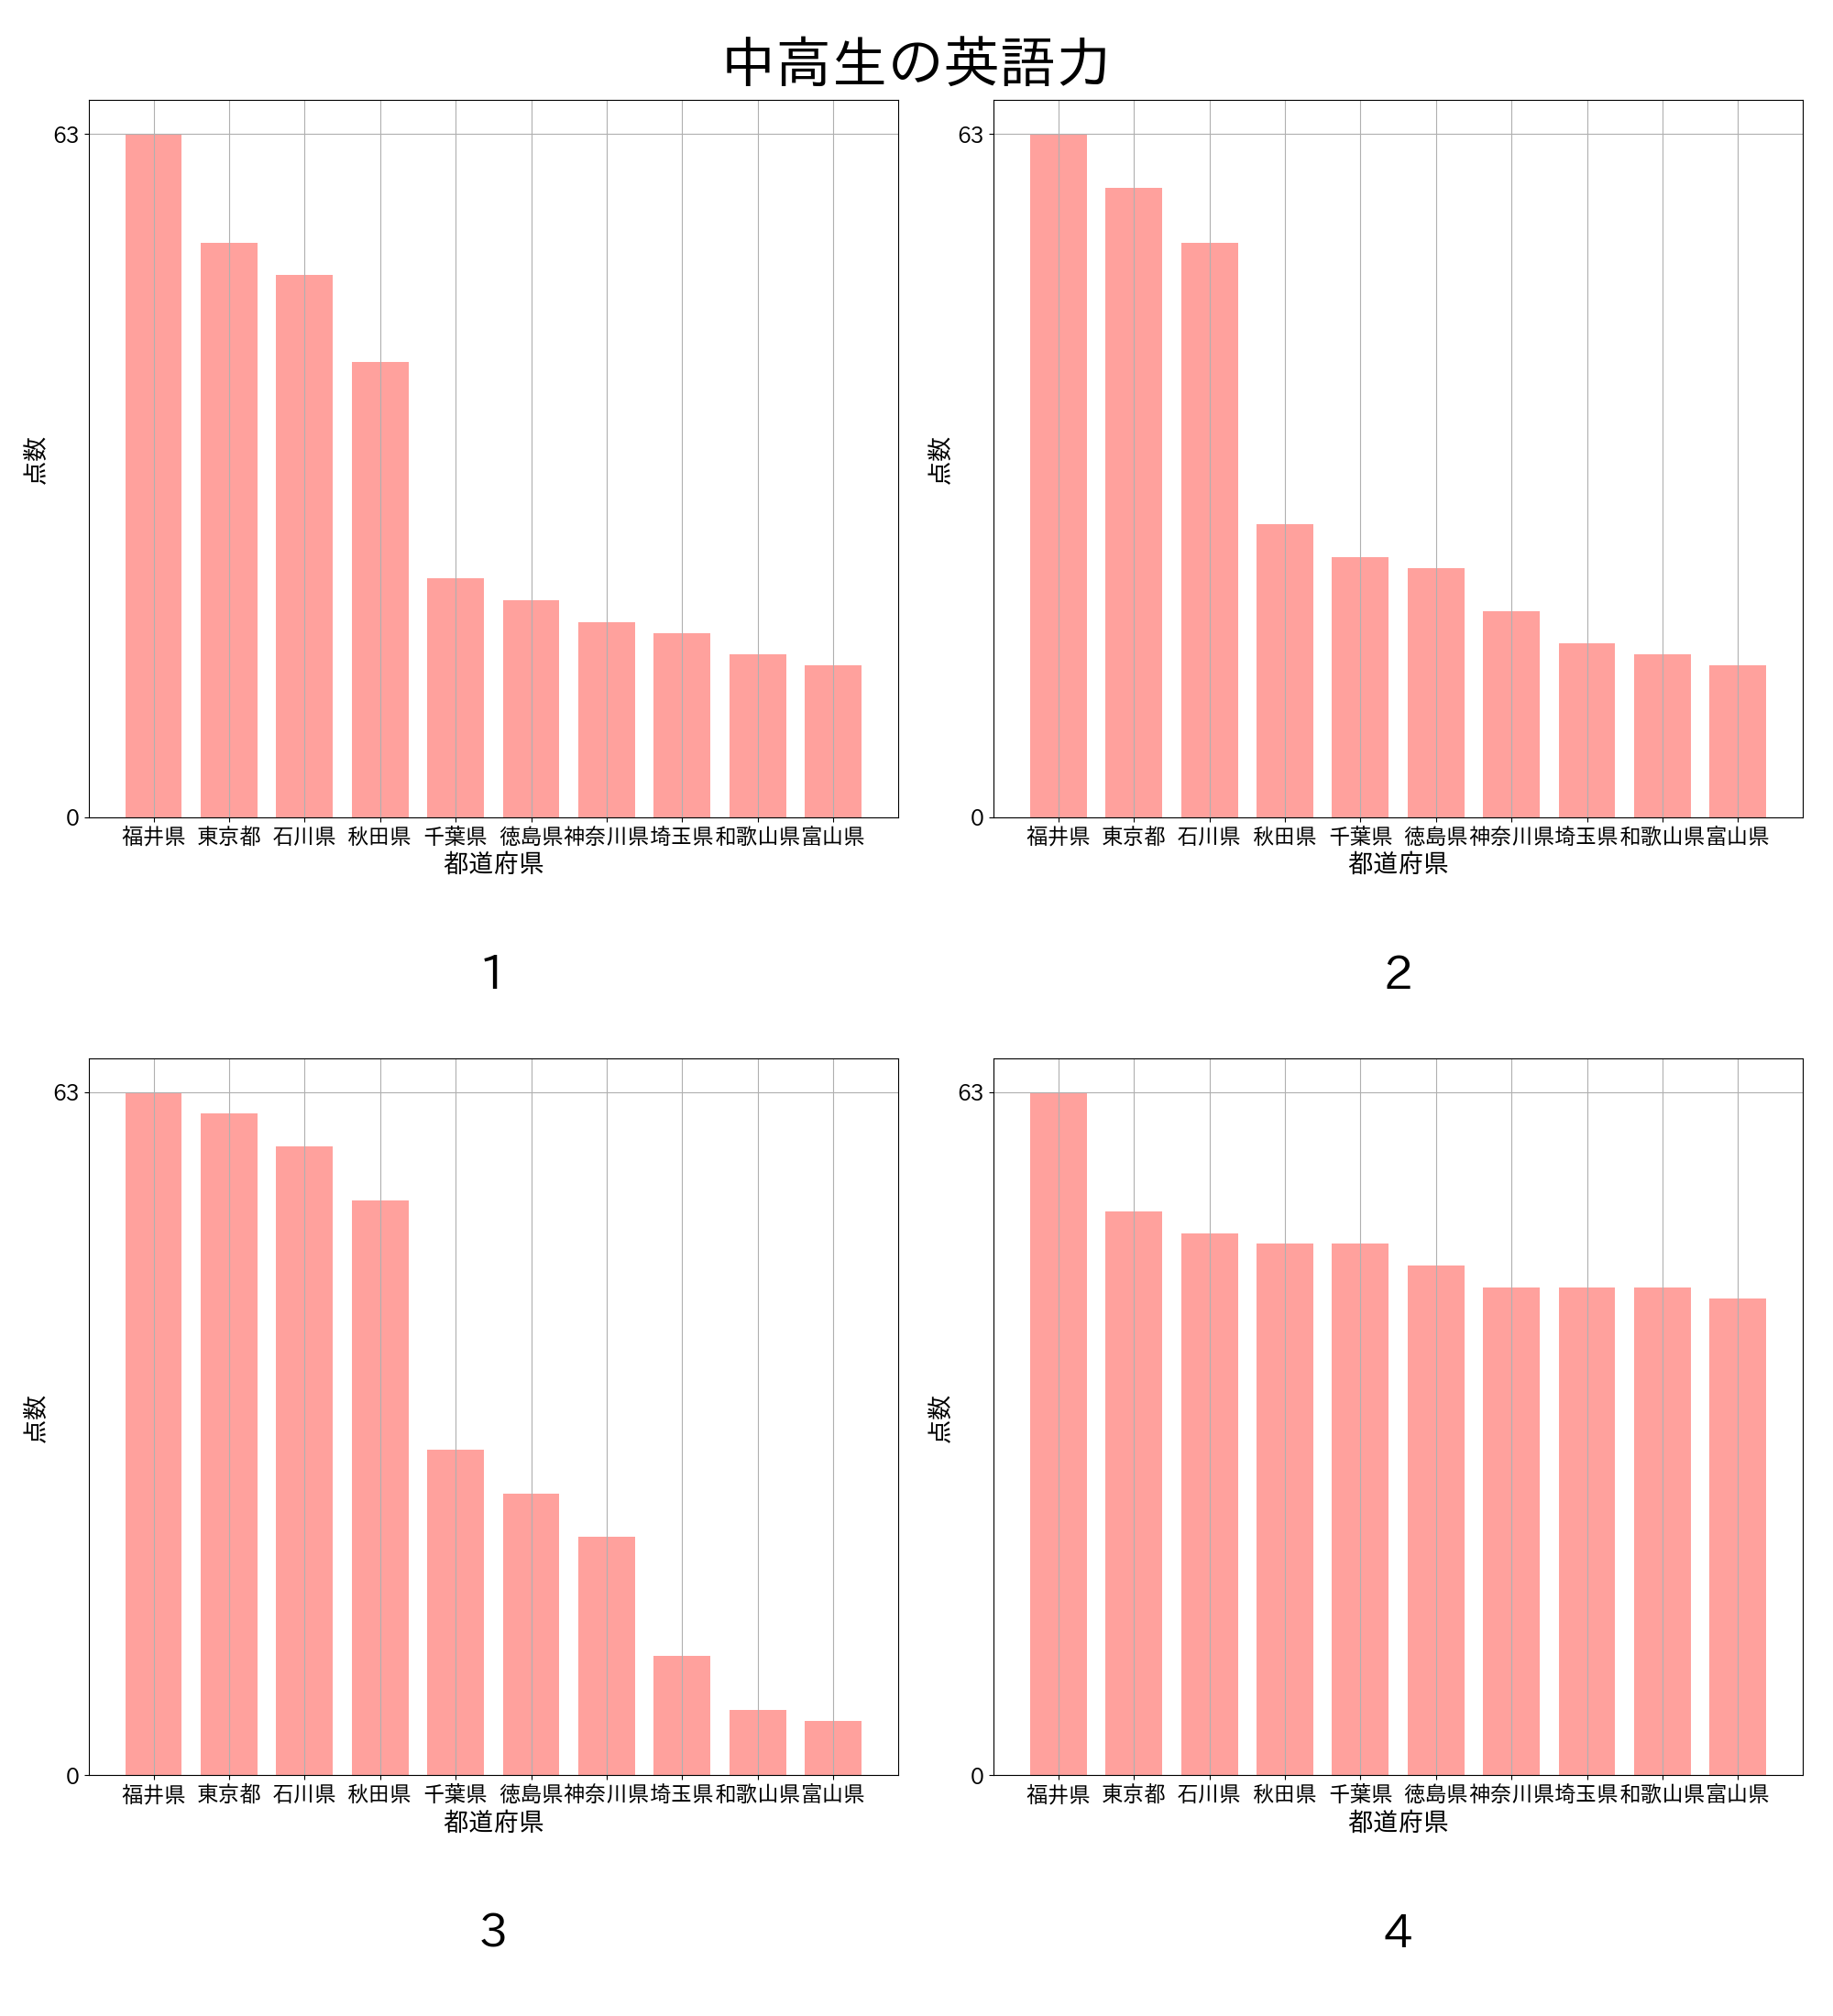 中高生の英語力
63
点数
0
福井県 東京都 石川県 秋田県 千葉県 徳島県 神奈川県 埼玉県 和歌山県 富山県
都道府県
1
63
点数
0
福井県 東京都 石川県 秋田県 千葉県 徳島県 神奈川県 埼玉県 和歌山県 富山県
都道府県
2
63
点数
0
福井県 東京都 石川県 秋田県 千葉県 徳島県 神奈川県 埼玉県 和歌山県 富山県
都道府県
3
63
点数
0
福井県 東京都 石川県 秋田県 千葉県 徳島県 神奈川県 埼玉県 和歌山県 富山県
都道府県
4